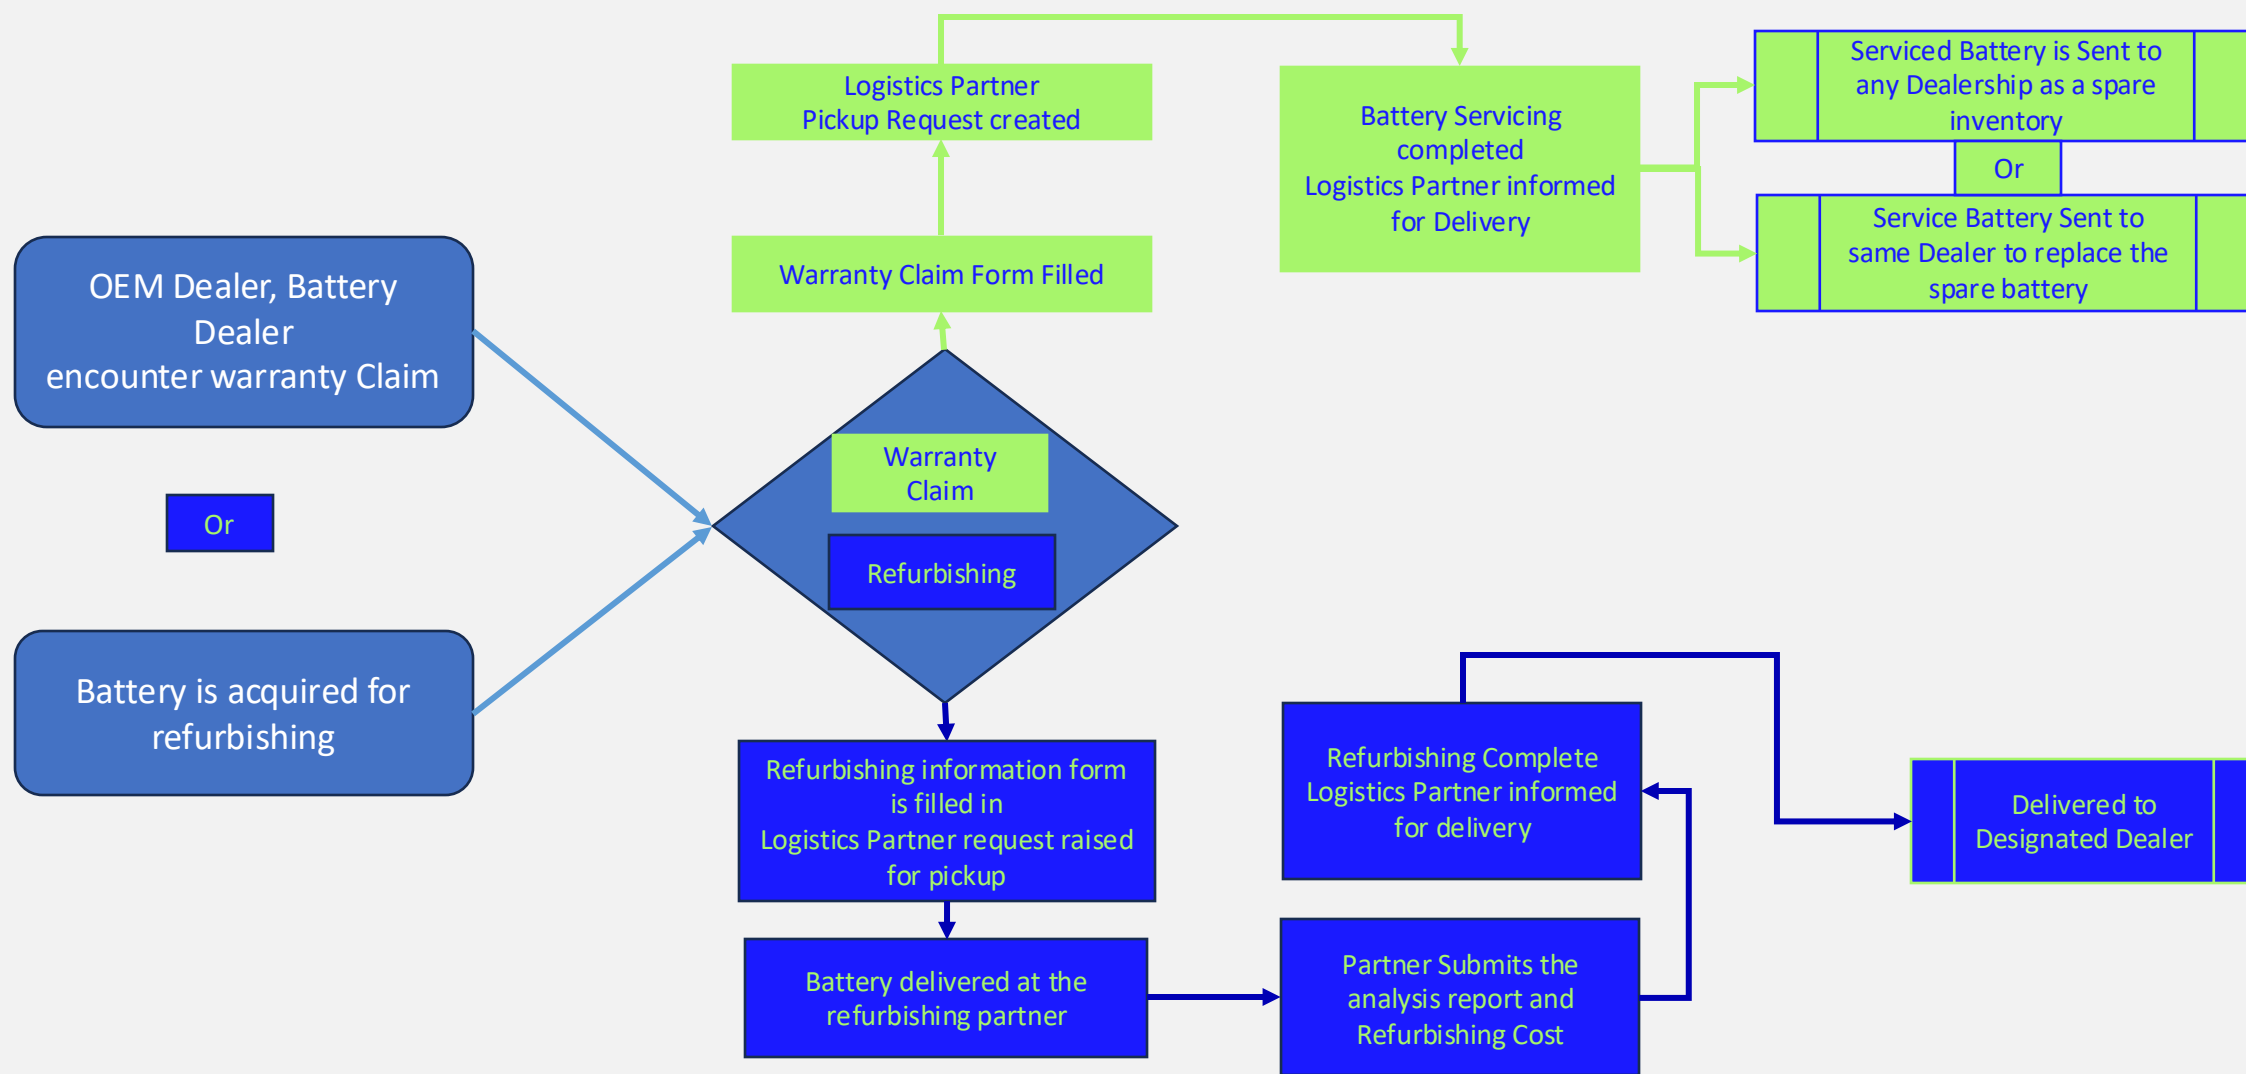 Logistics Partner
Pickup Request created
Warranty Claim Form Filled
Battery Servicing
completed
Logistics Partner informed
for Delivery
Serviced Battery is Sent to
any Dealership as a spare
inventory
Or
Service Battery Sent to
same Dealer to replace the
spare battery
OEM Dealer, Battery
Dealer
encounter warranty Claim
Or
Battery is acquired for
refurbishing
Warranty
Claim
Refurbishing
Refurbishing information form
is filled in
Logistics Partner request raised
for pickup
Battery delivered at the
refurbishing partner
Partner Submits the
analysis report and
Refurbishing Cost
Refurbishing Complete
Logistics Partner informed
for delivery
Delivered to
Designated Dealer